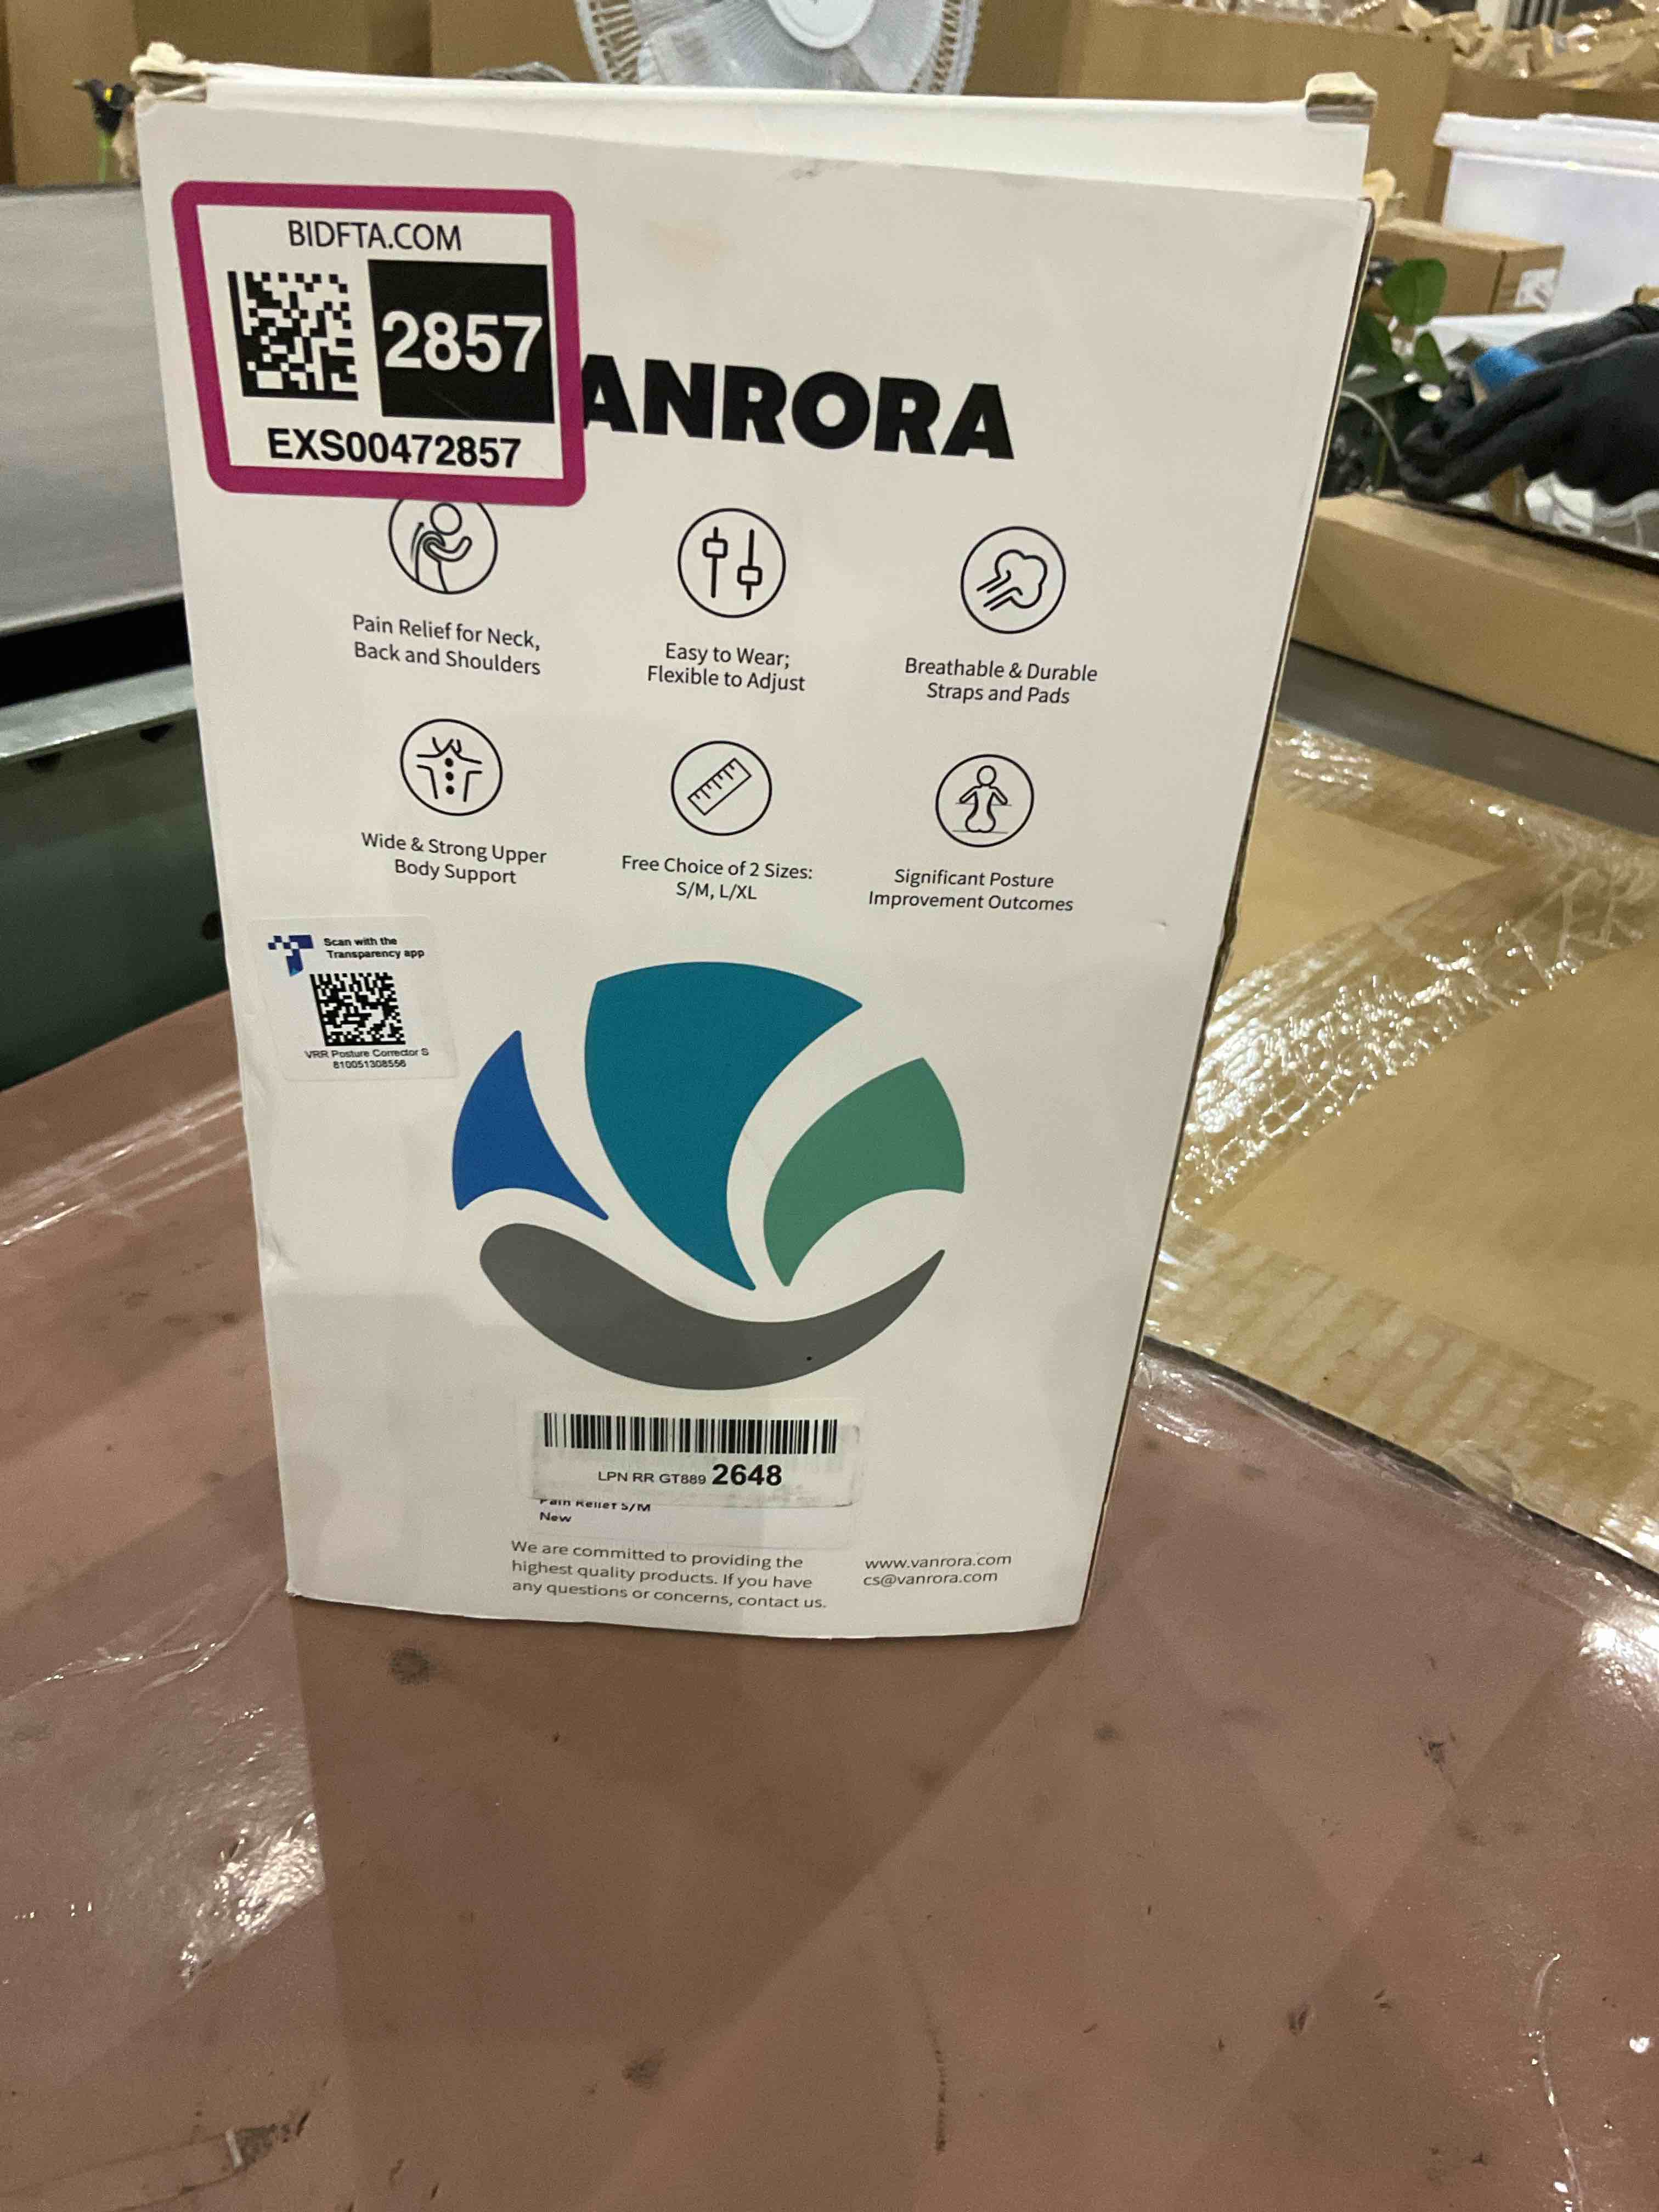 BIDFTA.COM
2857
EXS00472857
ANRORA
Pain Relief for Neck,
Back and Shoulders
Easy to Wear;
Flexible to Adjust
Breathable & Durable
Straps and Pads
Wide & Strong Upper
Body Support
Free Choice of 2 Sizes:
S/M, L/XL
Significant Posture
Improvement Outcomes
Scan with the
Transparency app
VRR Posture Corrector S
810051308556
LPN RR GT889 2648
Pain Relief S/M
New
We are committed to providing the
highest quality products. If you have
any questions or concerns, contact us.
www.vanrora.com
cs@vanrora.com